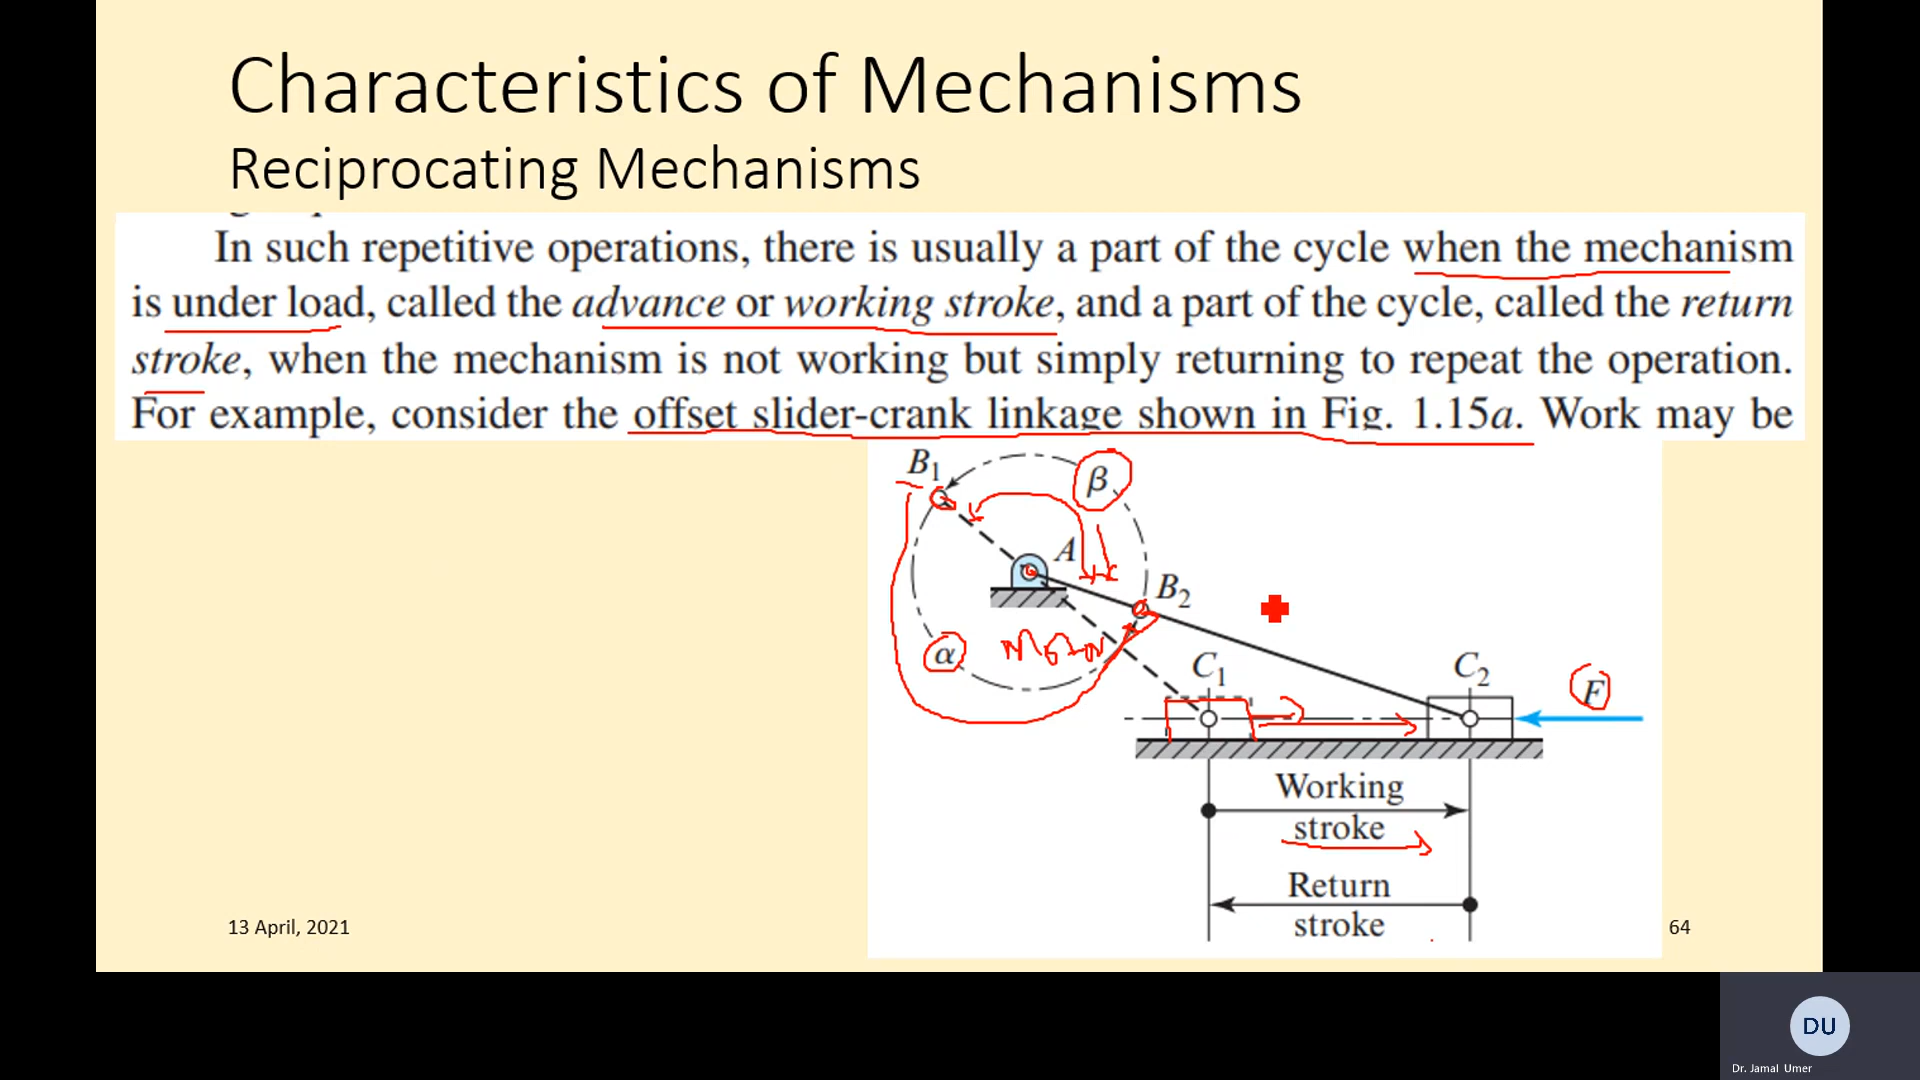 Characteristics of Mechanisms
Reciprocating Mechanisms
In such repetitive operations, there is usually a part of the cycle when the mechanism
is under load, called the advance or working stroke, and a part of the cycle, called the return
stroke, when the mechanism is not working but simply returning to repeat the operation.
For example, consider the offset slider-crank linkage shown in Fig. 1.15a. Work may be
B₁
β
A
B₂
α
C₁
C₂
F
Working
stroke
Return
stroke
13 April, 2021
64
DU
Dr. Jamal Umer